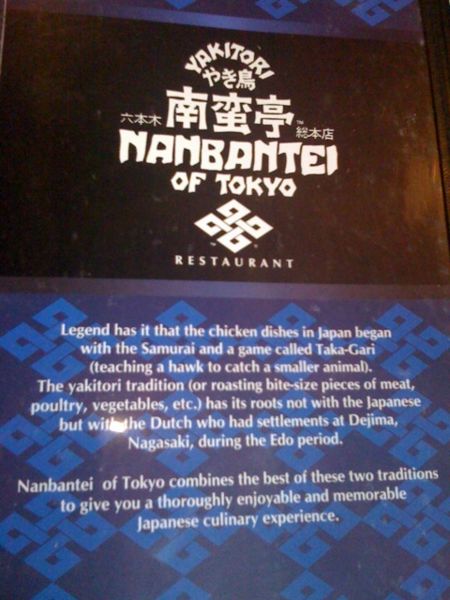 YAKITORI
やき鳥
六本木 南蛮亭™ 総本店
NANBANTEI
OF TOKYO
RESTAURANT
Legend has it that the chicken dishes in Japan began
with the Samurai and a game called Taka-Gari
(teaching a hawk to catch a smaller animal).
The yakitori tradition (or roasting bite-size pieces of meat,
poultry, vegetables, etc.) has its roots not with the Japanese
but with the Dutch who had settlements at Dejima,
Nagasaki, during the Edo period.
Nanbantei of Tokyo combines the best of these two traditions
to give you a thoroughly enjoyable and memorable
Japanese culinary experience.